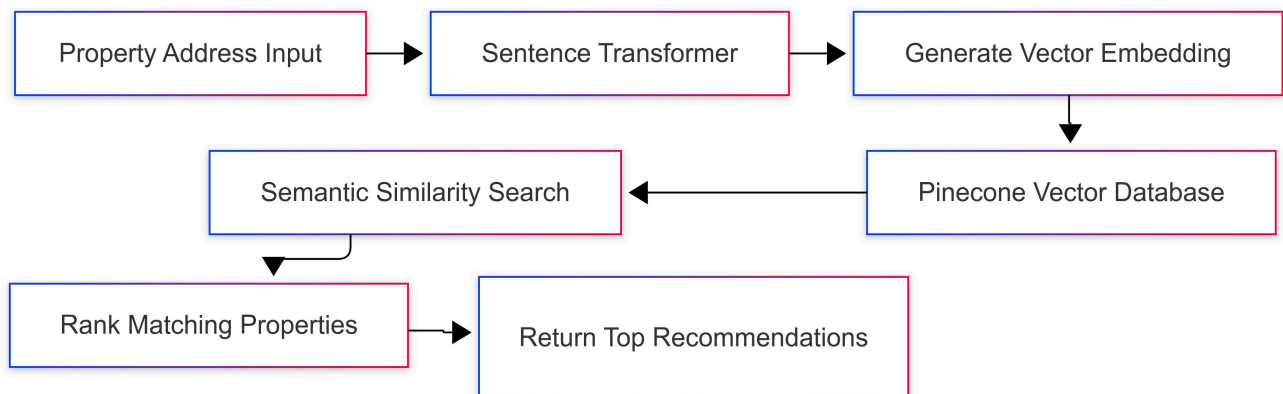 Property Address Input
Sentence Transformer
Generate Vector Embedding
Pinecone Vector Database
Semantic Similarity Search
Rank Matching Properties
Return Top Recommendations